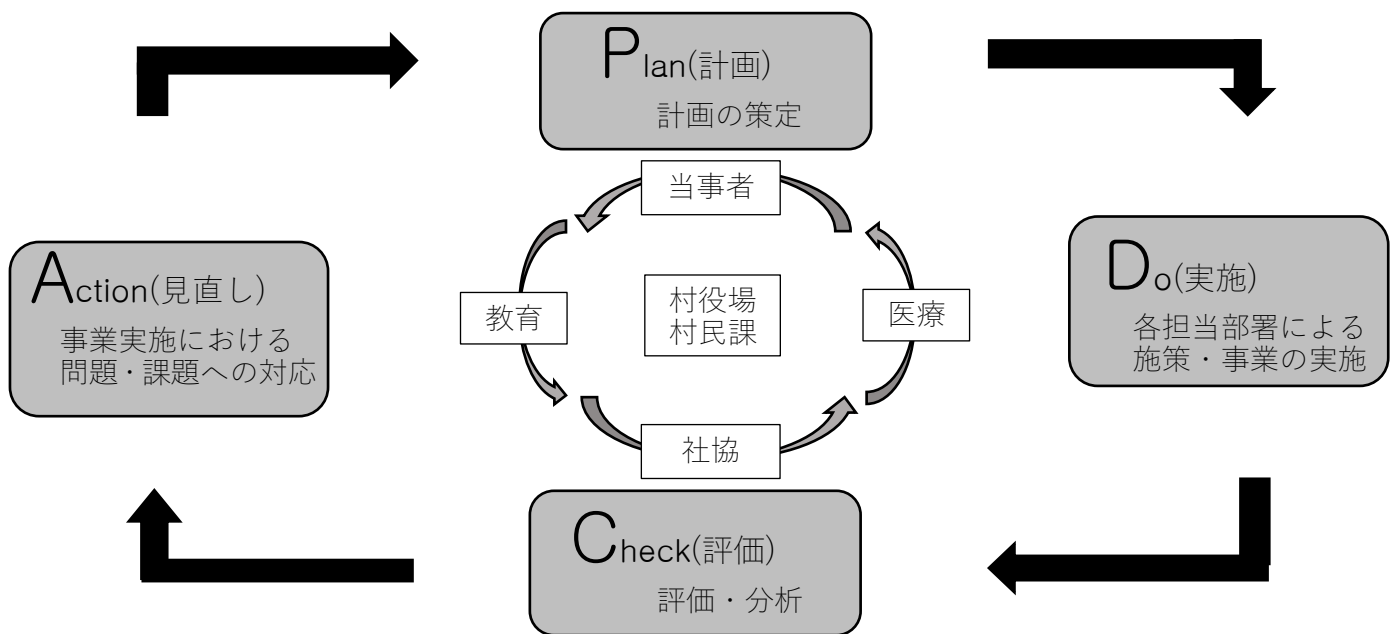 Plan(計画)
計画の策定
当事者
Action(見直し)
事業実施における
問題・課題への対応
教育
村役場
村民課
医療
Do(実施)
各担当部署による
施策・事業の実施
社協
Check(評価)
評価・分析